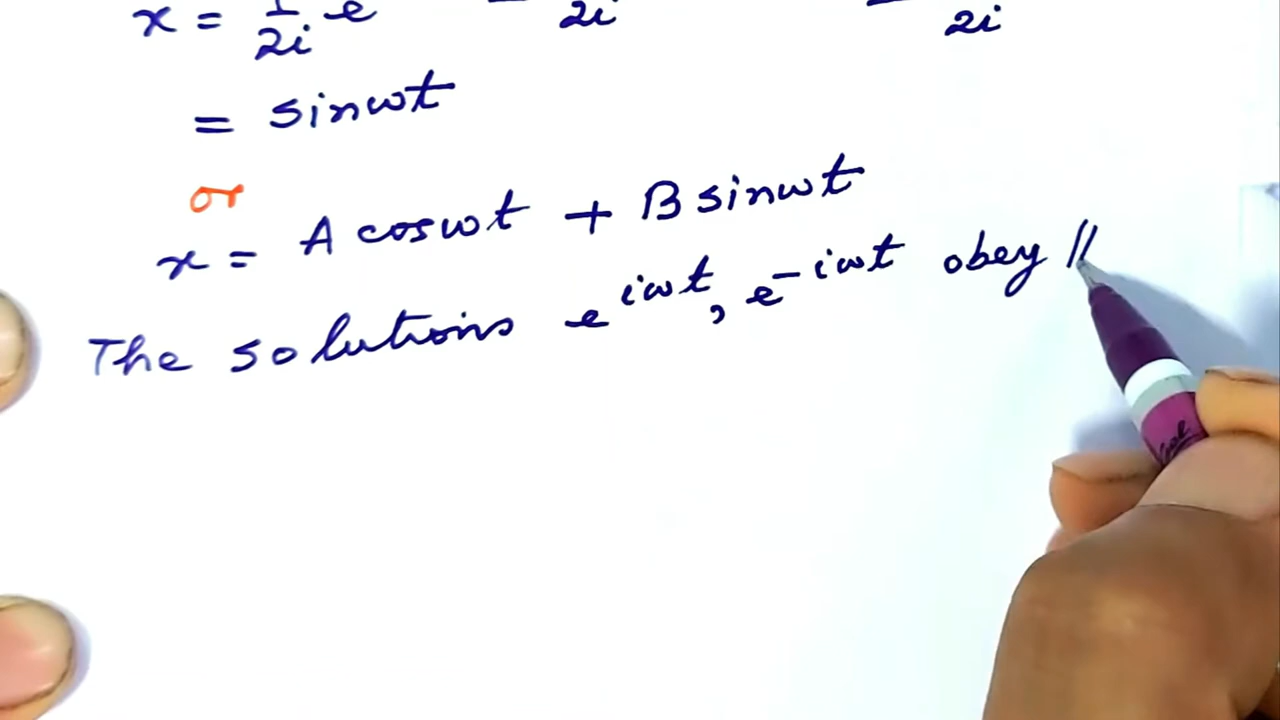 x = 1/2i e 2i 2i
= sinωt
or
x = A cosωt + B sinωt
The solutions e^iωt, e^-iωt obey //